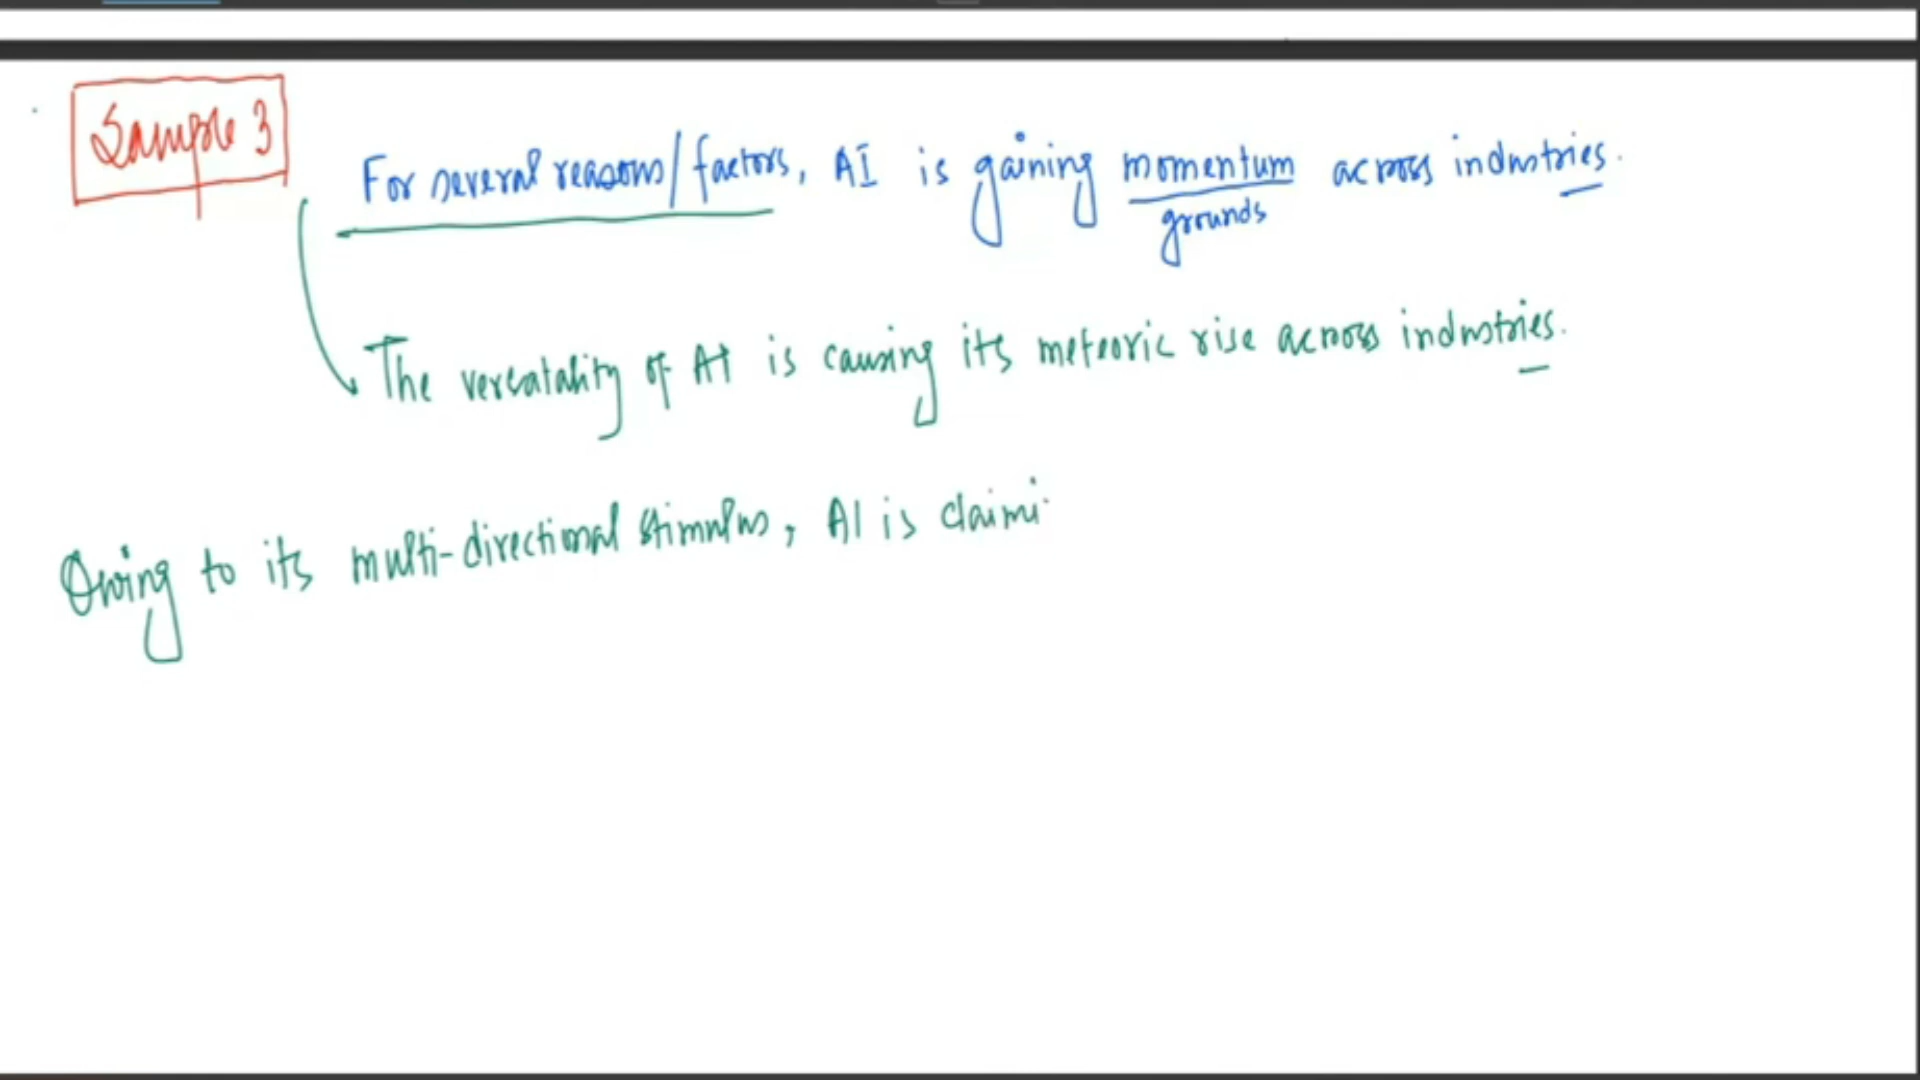 Sample 3
For several reasons/factors, AI is gaining momentum across industries.
grounds
The versatality of AI is causing its meteoric rise across industries.
Owing to its multi-directional stimulus, AI is claimi